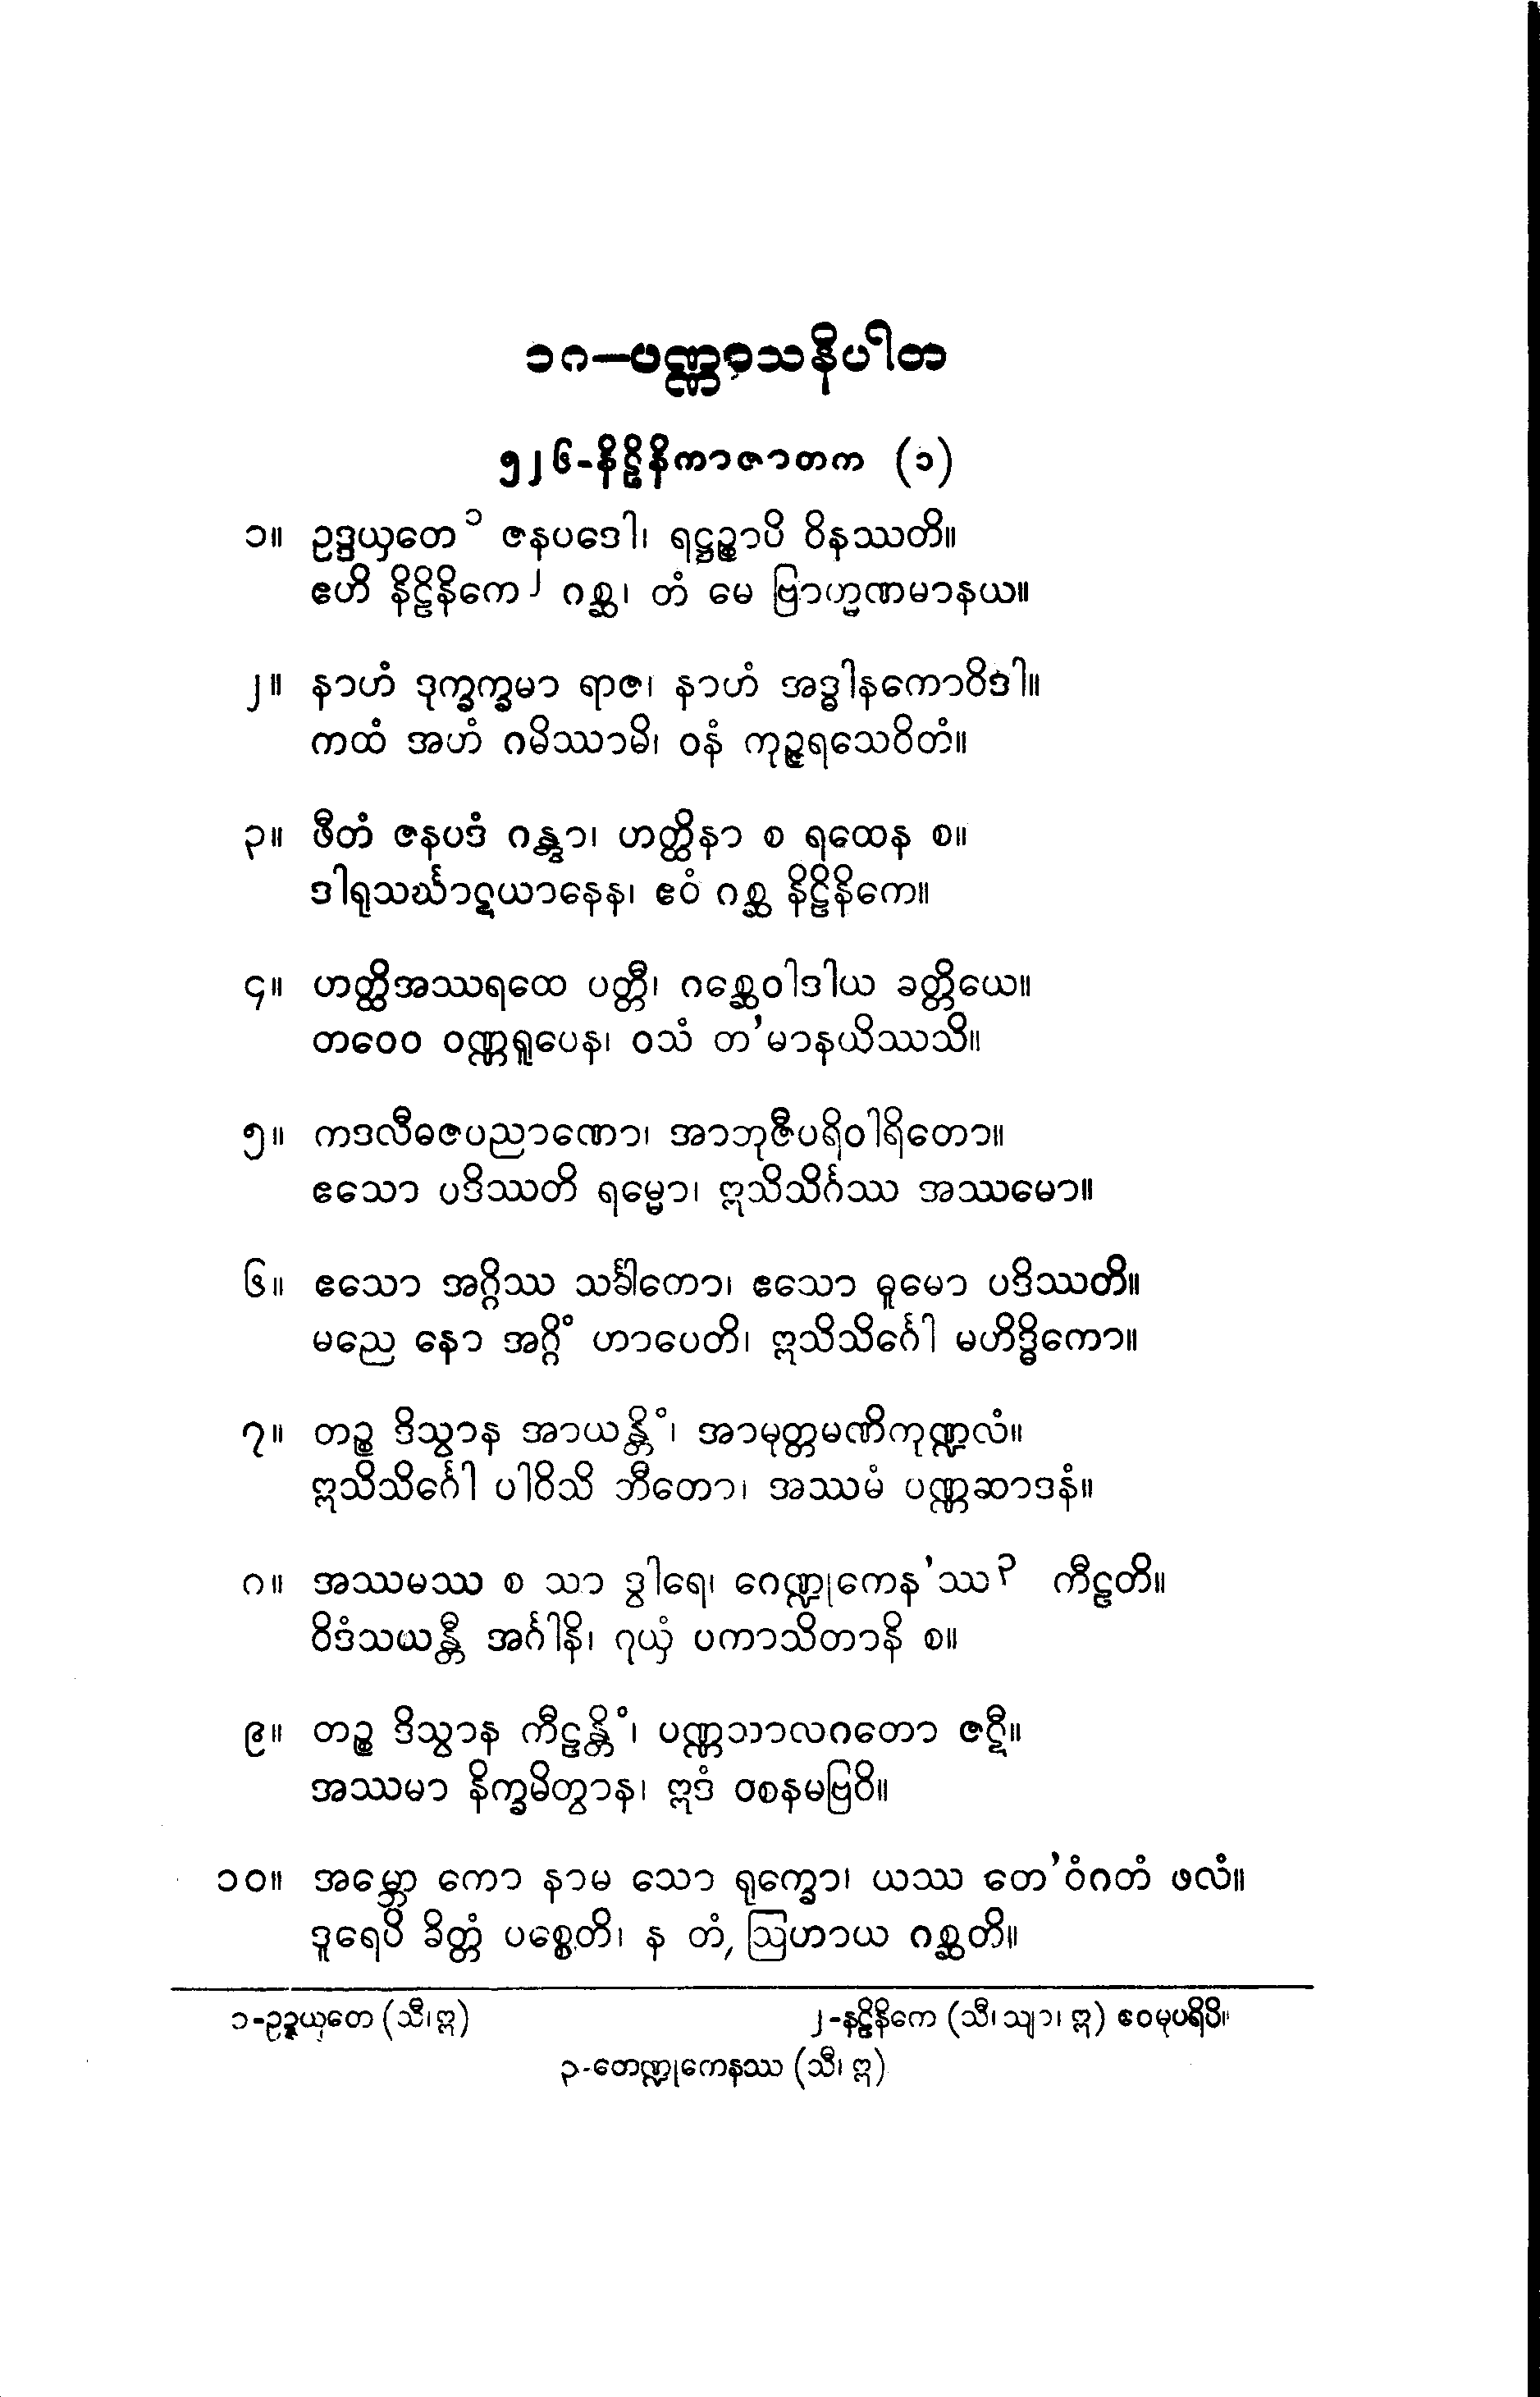 ၁၈—ပဏ္ဏာသနိပါတ
၅၂၆-နိဠိနိကာဇာတက (၁)
၁။ ဥဒ္ဒယှတေ ၁ ဇနပဒေါ၊ ရဋ္ဌဉ္စာပိ ဝိနဿတိ။
ဧဟိ နိဠိနိကေ ၂ ဂစ္ဆ၊ တံ မေ ဗြာဟ္မဏမာနယ။
၂။ နာဟံ ဒုက္ခက္ခမာ ရာဇ၊ နာဟံ အဒ္ဓါနကောဝိဒါ။
ကထံ အဟံ ဂမိဿာမိ၊ ဝနံ ကုဉ္ဇရသေဝိတံ။
၃။ ဖီတံ ဇနပဒံ ဂန္တွာ၊ ဟတ္ထိနာ စ ရထေန စ။
ဒါရုသင်္ဃာဋယာနေန၊ ဧဝံ ဂစ္ဆ နိဠိနိကေ။
၄။ ဟတ္ထိအဿရထေ ပတ္တီ၊ ဂစ္ဆေဝါဒါယ ခတ္တိယေ။
တဝေဝ ဝဏ္ဏရူပေန၊ ဝသံ တ’မာနယိဿသိ။
၅။ ကဒလီဓဇပညာဏော၊ အာဘုဇီပရိဝါရိတော။
ဧသော ပဒိဿတိ ရမ္မော၊ ဣသိသိင်္ဂဿ အဿမော။
၆။ ဧသော အဂ္ဂိဿ သင်္ခါကော၊ ဧသော ဓူမော ပဒိဿတိ။
မညေ နော အဂ္ဂိံ ဟာပေတိ၊ ဣသိသိင်္ဂေါ မဟိဒ္ဓိကော။
၇။ တဉ္စ ဒိသွာန အာယန္တိံ၊ အာမုတ္တမဏိကုဏ္ဍလံ။
ဣသိသိင်္ဂေါ ပါဝိသိ ဘီတော၊ အဿမံ ပဏ္ဏဆာဒနံ။
၈။ အဿမဿ စ သာ ဒွါရေ၊ ဂေဏ္ဍုကေန’ဿ ၃ ကီဠတိ။
ဝိဒံသယန္တီ အင်္ဂါနိ၊ ဂုယှံ ပကာသိတာနိ စ။
၉။ တဉ္စ ဒိသွာန ကီဠန္တိံ၊ ပဏ္ဏသာလဂတော ဇဋီ။
အဿမာ နိက္ခမိတွာန၊ ဣဒံ ဝစနမဗြဝိ။
၁၀။ အမ္ဘော ကော နာမ သော ရုက္ခော၊ ယဿ တေ’ဝံဂတံ ဖလံ။
ဒူရေပိ ခိတ္တံ ပစ္စေတိ၊ န တံ, ဩဟာယ ဂစ္ဆတိ။
၁-ဥဍ္ဍယှတေ (သီ၊ ဣ) ၂-နဠိနိကေ (သီ၊ သျာ၊ ဣ) ဧဝမုပရိပိ။
၃-တေဏ္ဍုကေနဿ (သီ၊ ဣ)